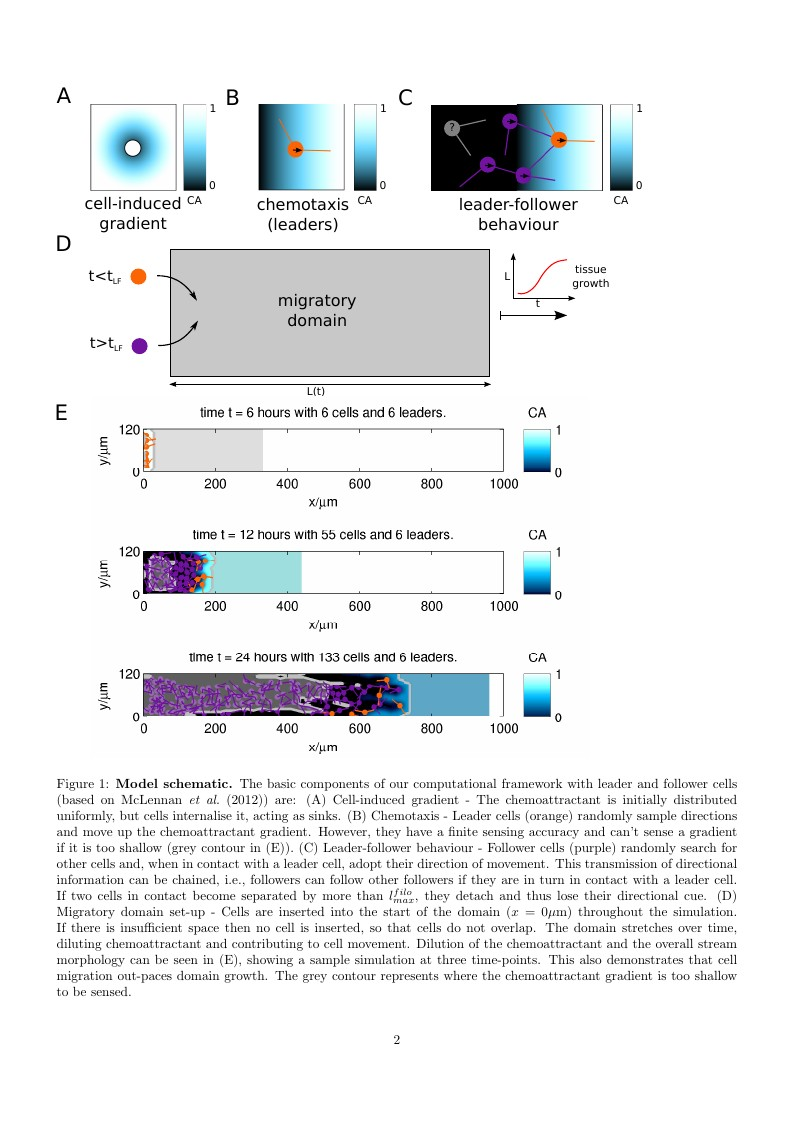 A
1
0
CA
cell-induced
gradient
B
1
0
CA
chemotaxis
(leaders)
C
?
1
0
CA
leader-follower
behaviour
D
t<tLF
t>tLF
migratory
domain
L(t)
L
t
tissue
growth
E
time t = 6 hours with 6 cells and 6 leaders.
CA
120
0
y/μm
0 200 400 600 800 1000
x/μm
1
0
time t = 12 hours with 55 cells and 6 leaders.
CA
120
0
y/μm
0 200 400 600 800 1000
x/μm
1
0
time t = 24 hours with 133 cells and 6 leaders.
CA
120
0
y/μm
0 200 400 600 800 1000
x/μm
1
0
Figure 1: Model schematic. The basic components of our computational framework with leader and follower cells
(based on McLennan et al. (2012)) are: (A) Cell-induced gradient - The chemoattractant is initially distributed
uniformly, but cells internalise it, acting as sinks. (B) Chemotaxis - Leader cells (orange) randomly sample directions
and move up the chemoattractant gradient. However, they have a finite sensing accuracy and can't sense a gradient
if it is too shallow (grey contour in (E)). (C) Leader-follower behaviour - Follower cells (purple) randomly search for
other cells and, when in contact with a leader cell, adopt their direction of movement. This transmission of directional
information can be chained, i.e., followers can follow other followers if they are in turn in contact with a leader cell.
If two cells in contact become separated by more than l^{filo}_{max}, they detach and thus lose their directional cue. (D)
Migratory domain set-up - Cells are inserted into the start of the domain (x = 0μm) throughout the simulation.
If there is insufficient space then no cell is inserted, so that cells do not overlap. The domain stretches over time,
diluting chemoattractant and contributing to cell movement. Dilution of the chemoattractant and the overall stream
morphology can be seen in (E), showing a sample simulation at three time-points. This also demonstrates that cell
migration out-paces domain growth. The grey contour represents where the chemoattractant gradient is too shallow
to be sensed.
2